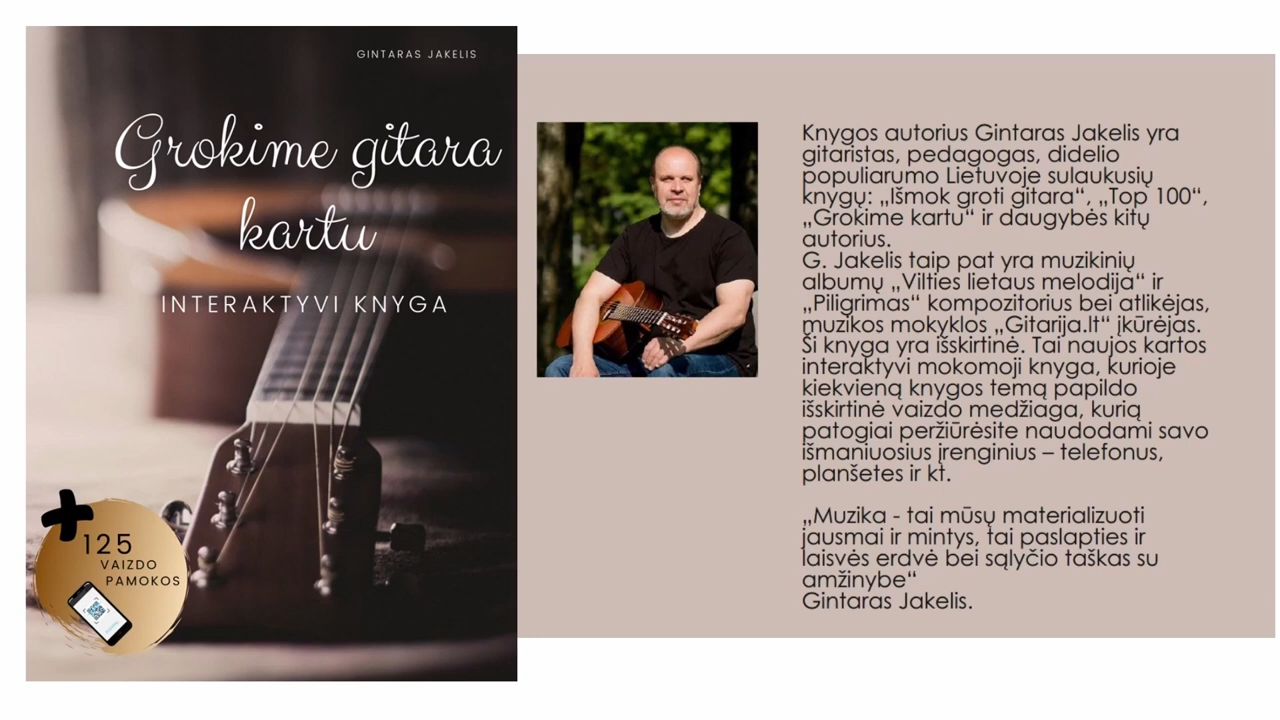 GINTARAS JAKELIS
Grokime gitara
kartu
INTERAKTYVI KNYGA
125
VAIZDO
PAMOKOS
Knygos autorius Gintaras Jakelis yra
gitaristas, pedagogas, didelio
populiarumo Lietuvoje sulaukusių
knygų: „Išmok groti gitara“, „Top 100“,
„Grokime kartu“ ir daugybės kitų
autorius.
G. Jakelis taip pat yra muzikinių
albumų „Vilties lietaus melodija“ ir
„Piligrimas“ kompozitorius bei atlikėjas,
muzikos mokyklos „Gitarija.lt“ įkūrėjas.
Ši knyga yra išskirtinė. Tai naujos kartos
interaktyvi mokomoji knyga, kurioje
kiekvieną knygos temą papildo
išskirtinė vaizdo medžiaga, kurią
patogiai peržiūrėsite naudodami savo
išmaniuosius įrenginius – telefonus,
planšetes ir kt.
„Muzika - tai mūsų materializuoti
jausmai ir mintys, tai paslapties ir
laisvės erdvė bei sąlyčio taškas su
amžinybe“
Gintaras Jakelis.